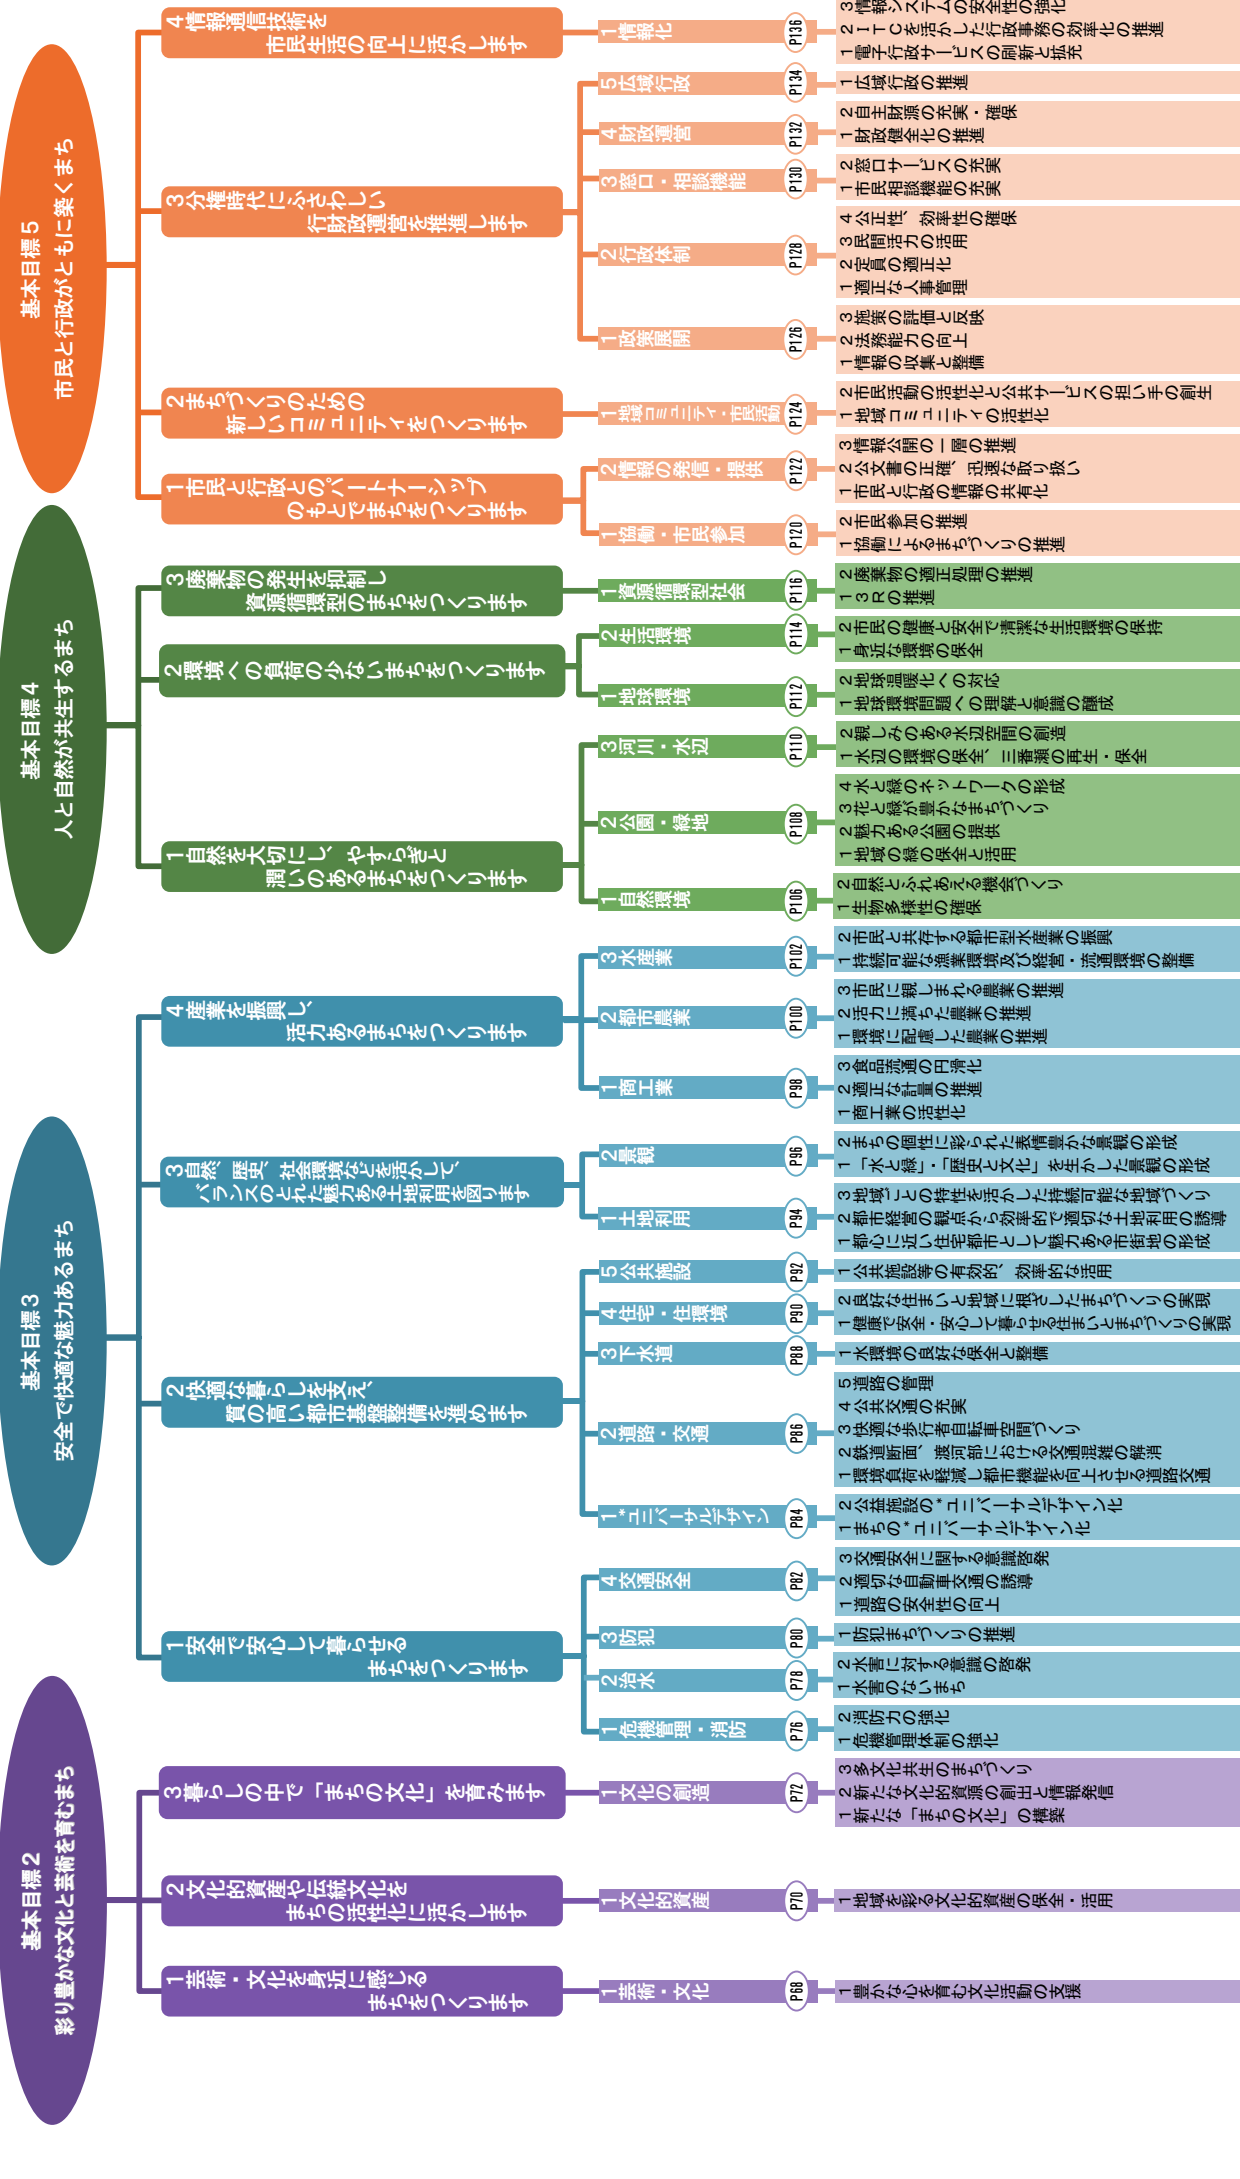 基本目標２
彩り豊かな文化と芸術を育むまち
1 芸術・文化を身近に感じる
まちをつくります
1 芸術・文化
P68
1 豊かな心を育む文化活動の支援
2 文化的資産や伝統文化を
まちの活性化に活かします
1 文化的資産
P70
1 地域を彩る文化的資産の保全・活用
3 暮らしの中で「まちの文化」を育みます
1 文化の創造
P72
1 新たな「まちの文化」の構築
2 新たな文化的資源の創出と情報発信
3 多文化共生のまちづくり
基本目標３
安全で快適な魅力あるまち
1 安全で安心して暮らせる
まちをつくります
1 危機管理・消防
P76
1 危機管理体制の強化
2 消防力の強化
2 治水
P78
1 水害のないまち
2 水害に対する意識の啓発
3 防犯
P80
1 防犯まちづくりの推進
4 交通安全
P82
1 道路の安全性の向上
2 適切な自動車交通の誘導
3 交通安全に関する意識啓発
2 快適な暮らしを支え、
質の高い都市基盤整備を進めます
1 *ユニバーサルデザイン
P84
1 まちの*ユニバーサルデザイン化
2 公益施設の*ユニバーサルデザイン化
2 道路・交通
P86
1 環境負荷を軽減し都市機能を向上させる道路交通
2 鉄道断面、渡河部における交通混雑の解消
3 快適な歩行者自転車空間づくり
4 公共交通の充実
5 道路の管理
3 下水道
P88
1 水環境の良好な保全と整備
4 住宅・住環境
P90
1 健康で安全・安心して暮らせる住まいとまちづくりの実現
2 良好な住まいと地域に根ざしたまちづくりの実現
5 公共施設
P92
1 公共施設等の有効的、効率的な活用
3 自然、歴史、社会環境などを活かして、
バランスのとれた魅力ある土地利用を図ります
1 土地利用
P94
1 都心に近い住宅都市として魅力ある市街地の形成
2 都市経営の観点から効率的で適切な土地利用の誘導
3 地域ごとの特性を活かした持続可能な地域づくり
2 景観
P96
1 「水と緑」・「歴史と文化」を生かした景観の形成
2 まちの個性に彩られた表情豊かな景観の形成
4 産業を振興し、
活力あるまちをつくります
1 商工業
P98
1 商工業の活性化
2 適正な計量の推進
3 食品流通の円滑化
2 都市農業
P100
1 環境に配慮した農業の推進
2 活力に満ちた農業の推進
3 市民に親しまれる農業の推進
3 水産業
P102
1 持続可能な漁業環境及び経営・流通環境の整備
2 市民と共存する都市型水産業の振興
基本目標４
人と自然が共生するまち
1 自然を大切にし、やすらぎと
潤いのあるまちをつくります
1 自然環境
P106
1 生物多様性の確保
2 自然とふれあえる機会づくり
2 公園・緑地
P108
1 地域の緑の保全と活用
2 魅力ある公園の提供
3 花と緑が豊かなまちづくり
4 水と緑のネットワークの形成
3 河川・水辺
P110
1 水辺の環境の保全、三番瀬の再生・保全
2 親しみのある水辺空間の創造
2 環境への負荷の少ないまちをつくります
1 地球環境
P112
1 地球環境問題への理解と意識の醸成
2 地球温暖化への対応
2 生活環境
P114
1 身近な環境の保全
2 市民の健康と安全で清潔な生活環境の保持
3 廃棄物の発生を抑制し
資源循環型のまちをつくります
1 資源循環型社会
P116
1 3Rの推進
2 廃棄物の適正処理の推進
基本目標５
市民と行政がともに築くまち
1 市民と行政とのパートナーシップ
のもとでまちをつくります
1 協働・市民参加
P120
1 協働によるまちづくりの推進
2 市民参加の推進
2 情報の発信・提供
P122
1 市民と行政の情報の共有化
2 公文書の正確、迅速な取り扱い
3 情報公開の一層の推進
2 まちづくりのための
新しいコミュニティをつくります
1 地域コミュニティ・市民活動
P124
1 地域コミュニティの活性化
2 市民活動の活性化と公共サービスの担い手の創生
3 分権時代にふさわしい
行財政運営を推進します
1 政策展開
P126
1 情報の収集と整備
2 法務能力の向上
3 施策の評価と反映
2 行政体制
P128
1 適正な人事管理
2 定員の適正化
3 民間活力の活用
4 公正性、効率性の確保
3 窓口・相談機能
P130
1 市民相談機能の充実
2 窓口サービスの充実
4 財政運営
P132
1 財政健全化の推進
2 自主財源の充実・確保
5 広域行政
P134
1 広域行政の推進
4 情報通信技術を
市民生活の向上に活かします
1 情報化
P136
1 電子行政サービスの刷新と拡充
2 ITCを活かした行政事務の効率化の推進
3 情報システムの安全性の強化